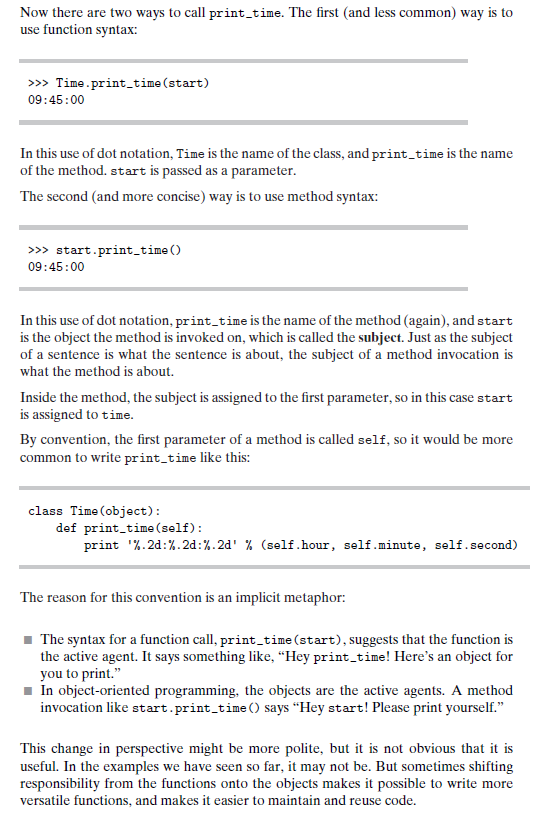 Now there are two ways to call print_time. The first (and less common) way is to
use function syntax:
>>> Time.print_time(start)
09:45:00
In this use of dot notation, Time is the name of the class, and print_time is the name
of the method. start is passed as a parameter.
The second (and more concise) way is to use method syntax:
>>> start.print_time()
09:45:00
In this use of dot notation, print_time is the name of the method (again), and start
is the object the method is invoked on, which is called the subject. Just as the subject
of a sentence is what the sentence is about, the subject of a method invocation is
what the method is about.
Inside the method, the subject is assigned to the first parameter, so in this case start
is assigned to time.
By convention, the first parameter of a method is called self, so it would be more
common to write print_time like this:
class Time(object):
    def print_time(self):
        print '%.2d:%.2d:%.2d' % (self.hour, self.minute, self.second)
The reason for this convention is an implicit metaphor:
■ The syntax for a function call, print_time(start), suggests that the function is
the active agent. It says something like, “Hey print_time! Here’s an object for
you to print.”
■ In object-oriented programming, the objects are the active agents. A method
invocation like start.print_time() says “Hey start! Please print yourself.”
This change in perspective might be more polite, but it is not obvious that it is
useful. In the examples we have seen so far, it may not be. But sometimes shifting
responsibility from the functions onto the objects makes it possible to write more
versatile functions, and makes it easier to maintain and reuse code.